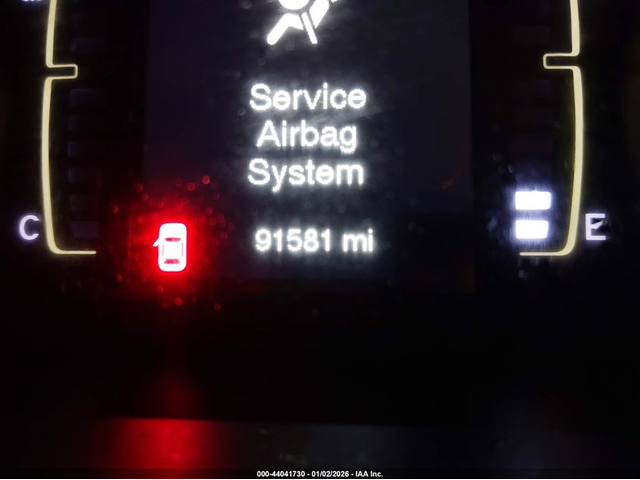 Service
Airbag
System
C
91581 mi
E
000-44041730 - 01/02/2026 - IAA Inc.